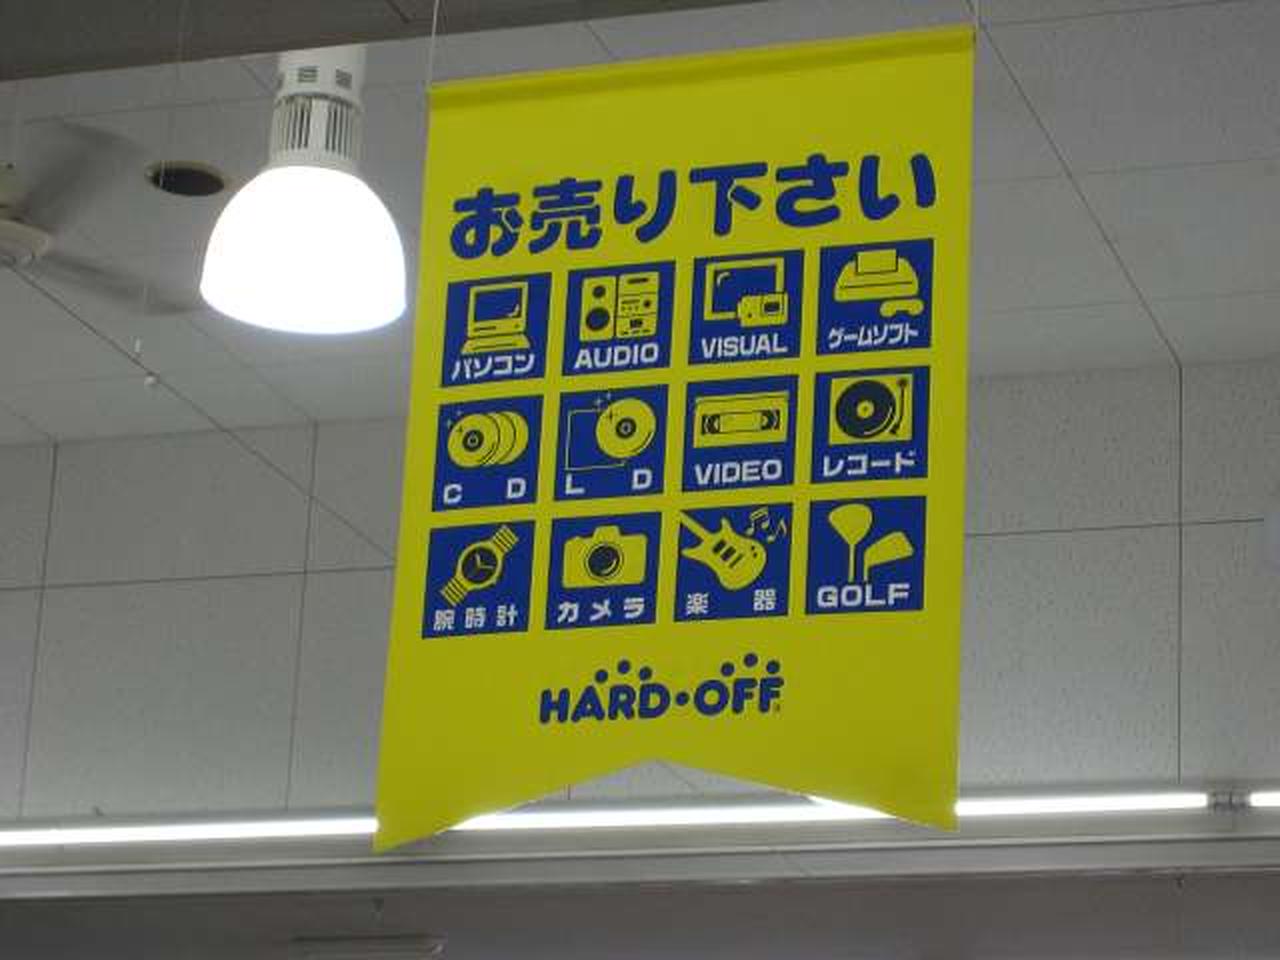 お売り下さい
パソコン AUDIO VISUAL ゲームソフト
C D L D VIDEO レコード
腕時計 カメラ 楽器 GOLF
HARD・OFF